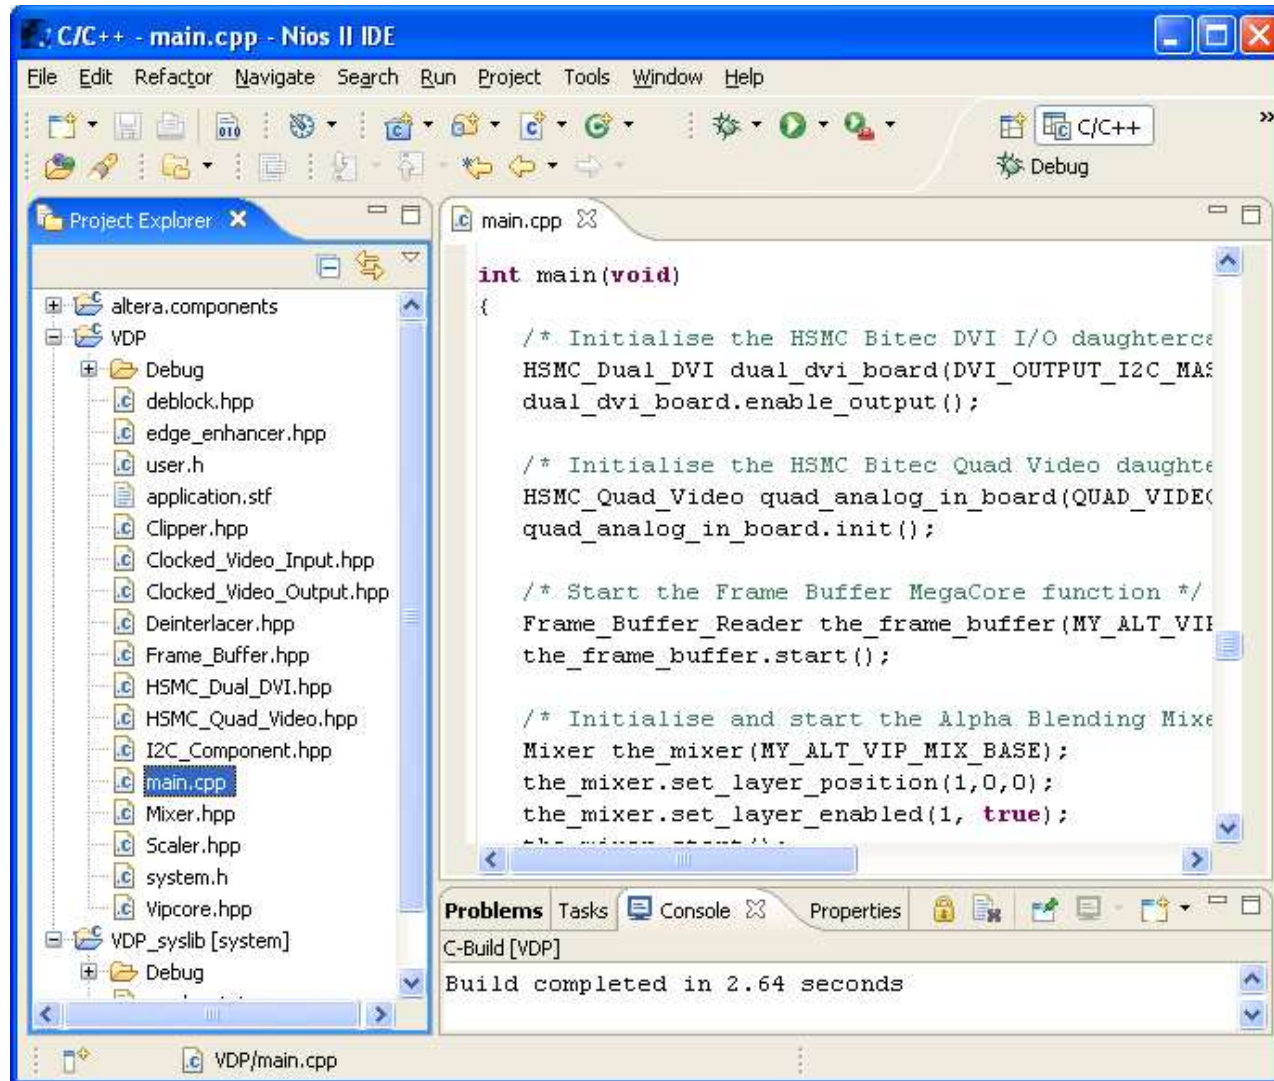 C/C++ - main.cpp - Nios II IDE
File Edit Refactor Navigate Search Run Project Tools Window Help
C/C++
Debug
Project Explorer
altera.components
VDP
Debug
deblock.hpp
edge_enhancer.hpp
user.h
application.stf
Clipper.hpp
Clocked_Video_Input.hpp
Clocked_Video_Output.hpp
Deinterlacer.hpp
Frame_Buffer.hpp
HSMC_Dual_DVI.hpp
HSMC_Quad_Video.hpp
I2C_Component.hpp
main.cpp
Mixer.hpp
Scaler.hpp
system.h
Vipcore.hpp
VDP_syslib [system]
Debug
main.cpp
int main(void)
{
/* Initialise the HSMC Bitec DVI I/O daughterca
HSMC_Dual_DVI dual_dvi_board(DVI_OUTPUT_I2C_MAS
dual_dvi_board.enable_output();
/* Initialise the HSMC Bitec Quad Video daughte
HSMC_Quad_Video quad_analog_in_board(QUAD_VIDEO
quad_analog_in_board.init();
/* Start the Frame Buffer MegaCore function */
Frame_Buffer_Reader the_frame_buffer(MY_ALT_VIP
the_frame_buffer.start();
/* Initialise and start the Alpha Blending Mixe
Mixer the_mixer(MY_ALT_VIP_MIX_BASE);
the_mixer.set_layer_position(1,0,0);
the_mixer.set_layer_enabled(1, true);
Problems Tasks Console Properties
C-Build [VDP]
Build completed in 2.64 seconds
VDP/main.cpp